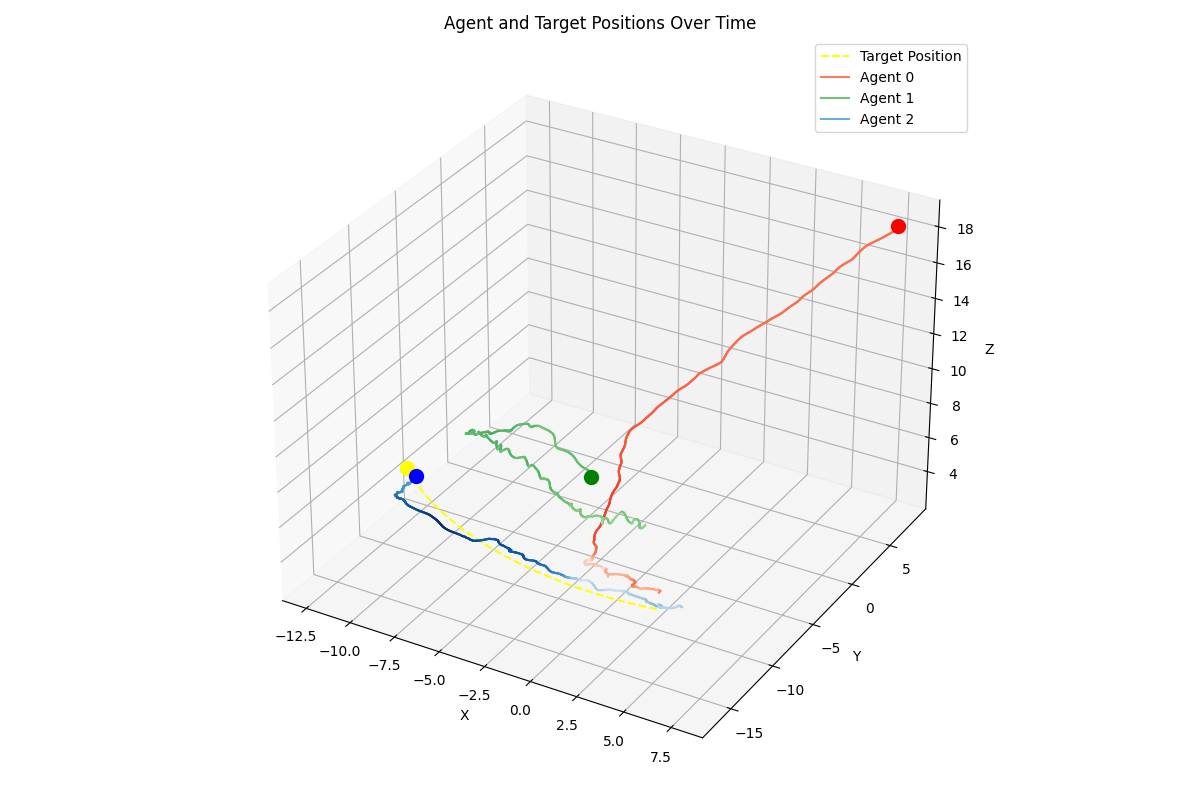 Agent and Target Positions Over Time
Target Position
Agent 0
Agent 1
Agent 2
18
16
14
12
10
8
6
4
Z
5
0
−5
−10
−15
Y
−12.5
−10.0
−7.5
−5.0
−2.5
0.0
2.5
5.0
7.5
X